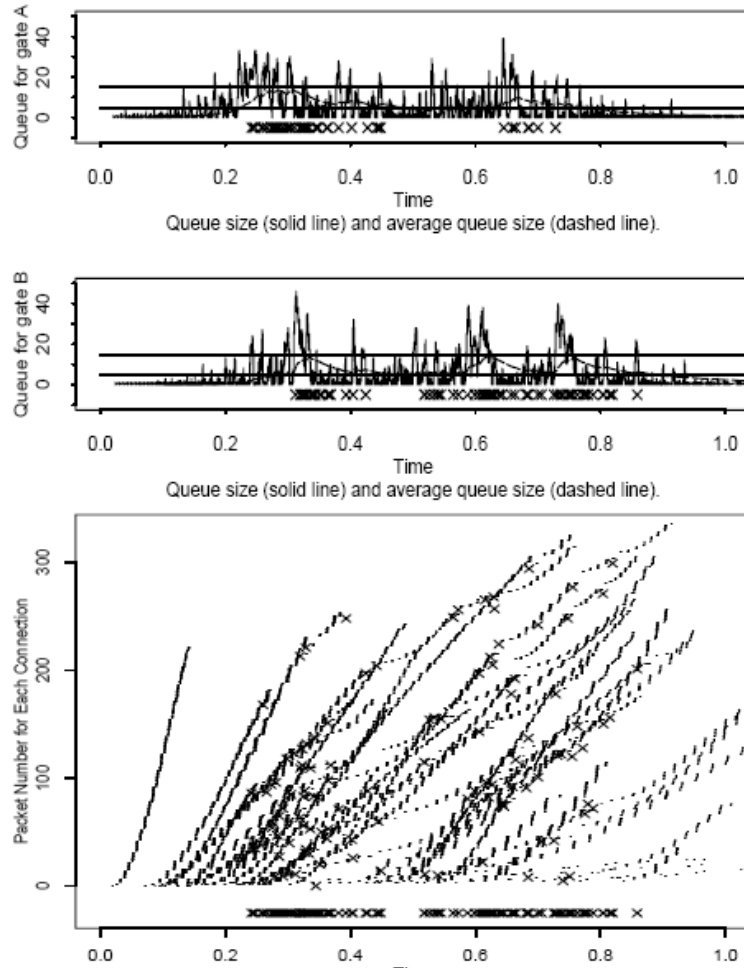 Queue for gate A
0 20 40
0.0 0.2 0.4 0.6 0.8 1.0
Time
Queue size (solid line) and average queue size (dashed line).
Queue for gate B
0 20 40
0.0 0.2 0.4 0.6 0.8 1.0
Time
Queue size (solid line) and average queue size (dashed line).
Packet Number for Each Connection
0 100 200 300
0.0 0.2 0.4 0.6 0.8 1.0